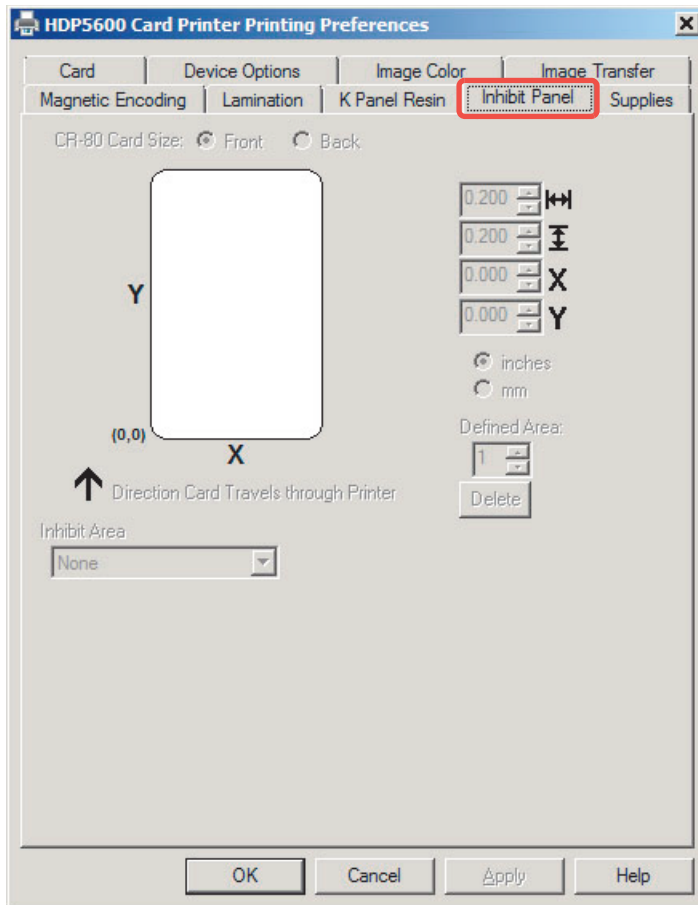 HDP5600 Card Printer Printing Preferences
Card Device Options Image Color Image Transfer
Magnetic Encoding Lamination K Panel Resin Inhibit Panel Supplies
CR-80 Card Size: Front Back
0.200
0.200
0.000 X
Y
0.000 Y
inches
mm
(0,0)
Defined Area:
X
1
Direction Card Travels through Printer
Delete
Inhibit Area
None
OK Cancel Apply Help